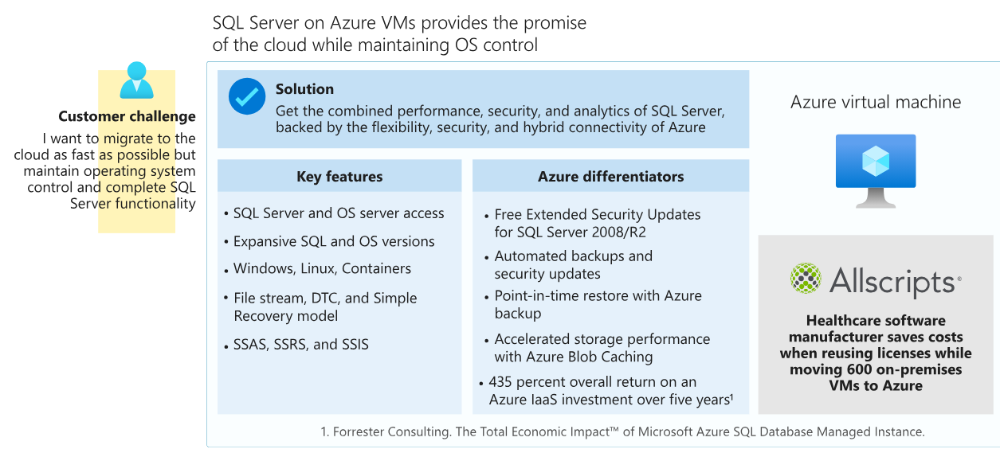 SQL Server on Azure VMs provides the promise
of the cloud while maintaining OS control
Customer challenge
I want to migrate to the
cloud as fast as possible but
maintain operating system
control and complete SQL
Server functionality
Solution
Get the combined performance, security, and analytics of SQL Server,
backed by the flexibility, security, and hybrid connectivity of Azure
Key features
• SQL Server and OS server access
• Expansive SQL and OS versions
• Windows, Linux, Containers
• File stream, DTC, and Simple
Recovery model
• SSAS, SSRS, and SSIS
Azure differentiators
• Free Extended Security Updates
for SQL Server 2008/R2
• Automated backups and
security updates
• Point-in-time restore with Azure
backup
• Accelerated storage performance
with Azure Blob Caching
• 435 percent overall return on an
Azure IaaS investment over five years¹
Azure virtual machine
Allscripts®
Healthcare software
manufacturer saves costs
when reusing licenses while
moving 600 on-premises
VMs to Azure
1. Forrester Consulting. The Total Economic Impact™ of Microsoft Azure SQL Database Managed Instance.